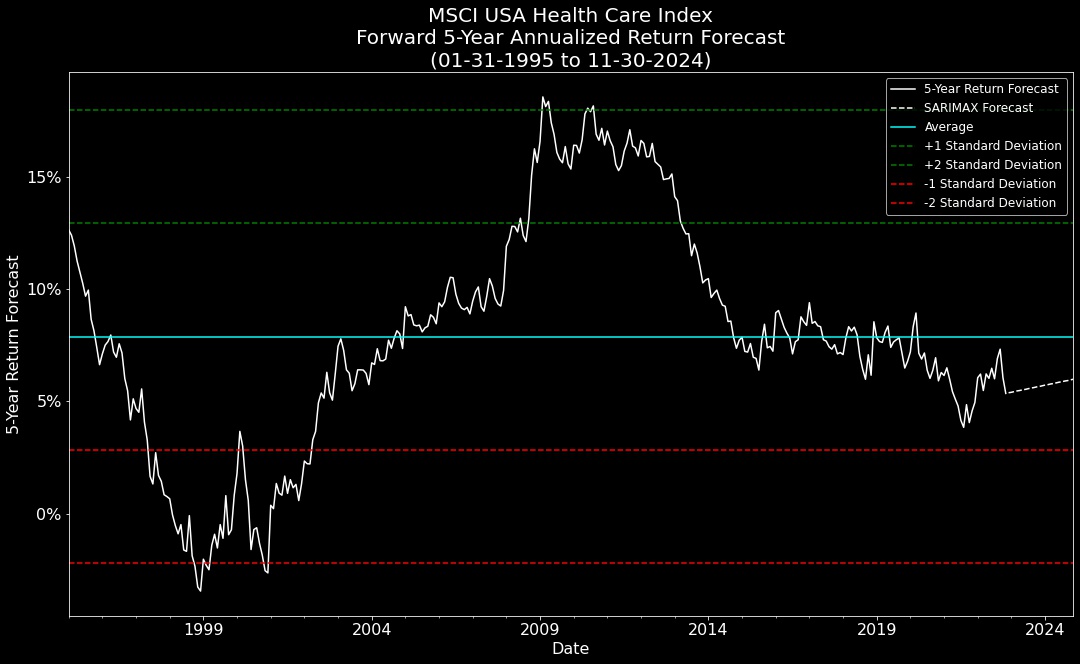 MSCI USA Health Care Index
Forward 5-Year Annualized Return Forecast
(01-31-1995 to 11-30-2024)
5-Year Return Forecast
SARIMAX Forecast
Average
+1 Standard Deviation
+2 Standard Deviation
-1 Standard Deviation
-2 Standard Deviation
5-Year Return Forecast
15%
10%
5%
0%
1999 2004 2009 2014 2019 2024
Date